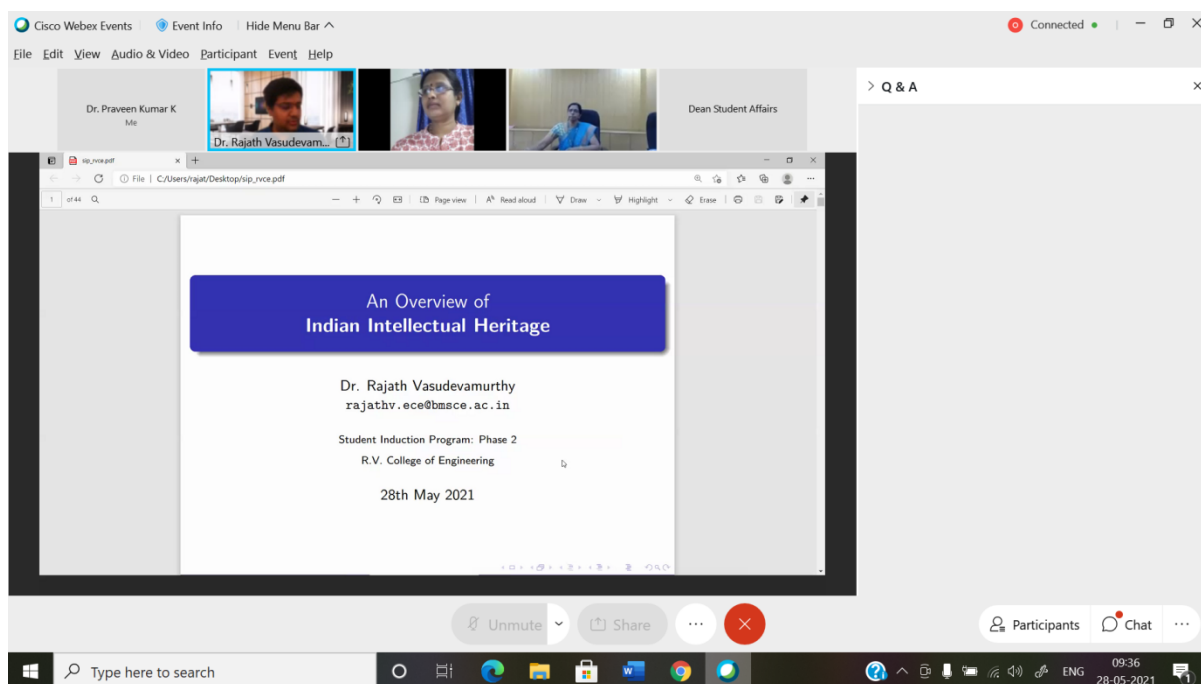 Cisco Webex Events
Event Info
Hide Menu Bar
Connected
File Edit View Audio & Video Participant Event Help
Dr. Praveen Kumar K
Me
Dr. Rajath Vasudevam...
Dean Student Affairs
Q & A
sip_rvce.pdf
File | C:/Users/rajat/Desktop/sip_rvce.pdf
1 of 44
Page view
Read aloud
Draw
Highlight
Erase
An Overview of
Indian Intellectual Heritage
Dr. Rajath Vasudevamurthy
rajathv.ece@bmsce.ac.in
Student Induction Program: Phase 2
R.V. College of Engineering
28th May 2021
Unmute
Share
Participants
Chat
Type here to search
ENG
09:36
28-05-2021